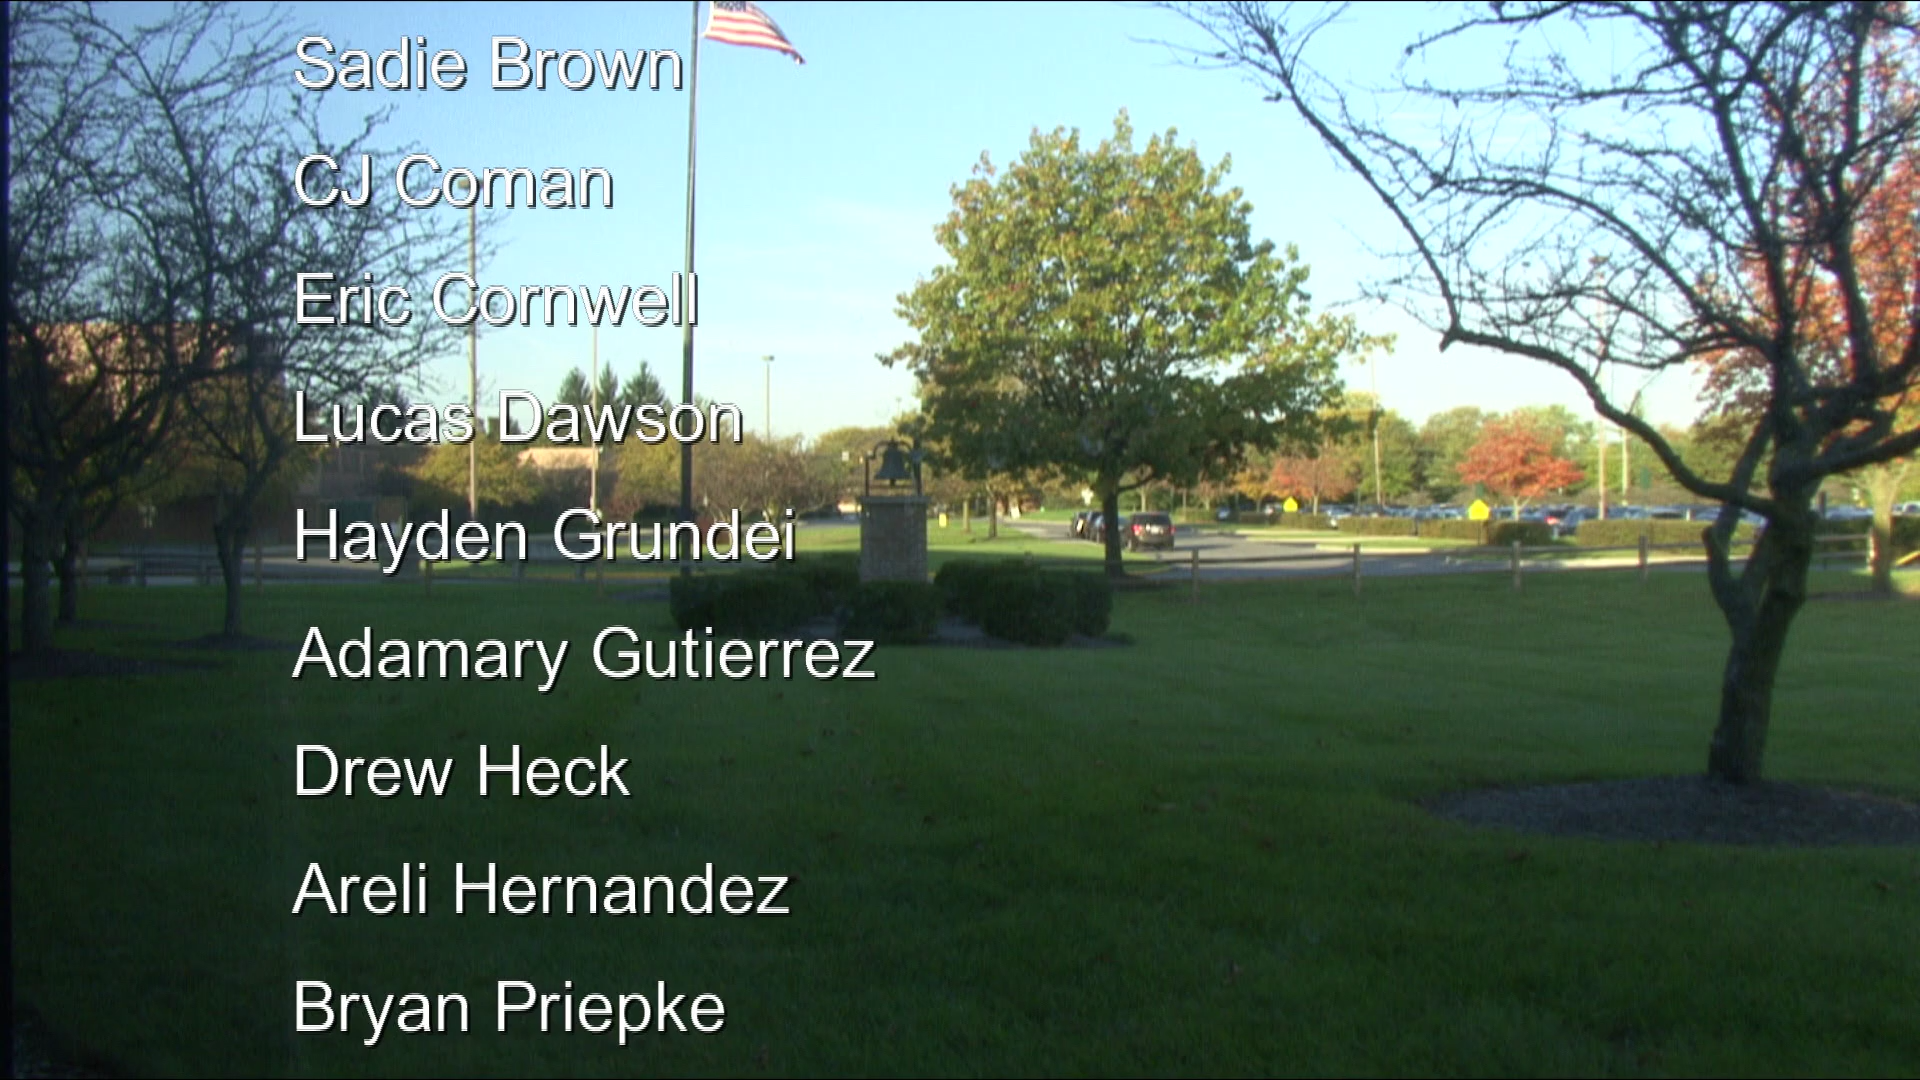 Sadie Brown
CJ Coman
Eric Cornwell
Lucas Dawson
Hayden Grundei
Adamary Gutierrez
Drew Heck
Areli Hernandez
Bryan Priepke